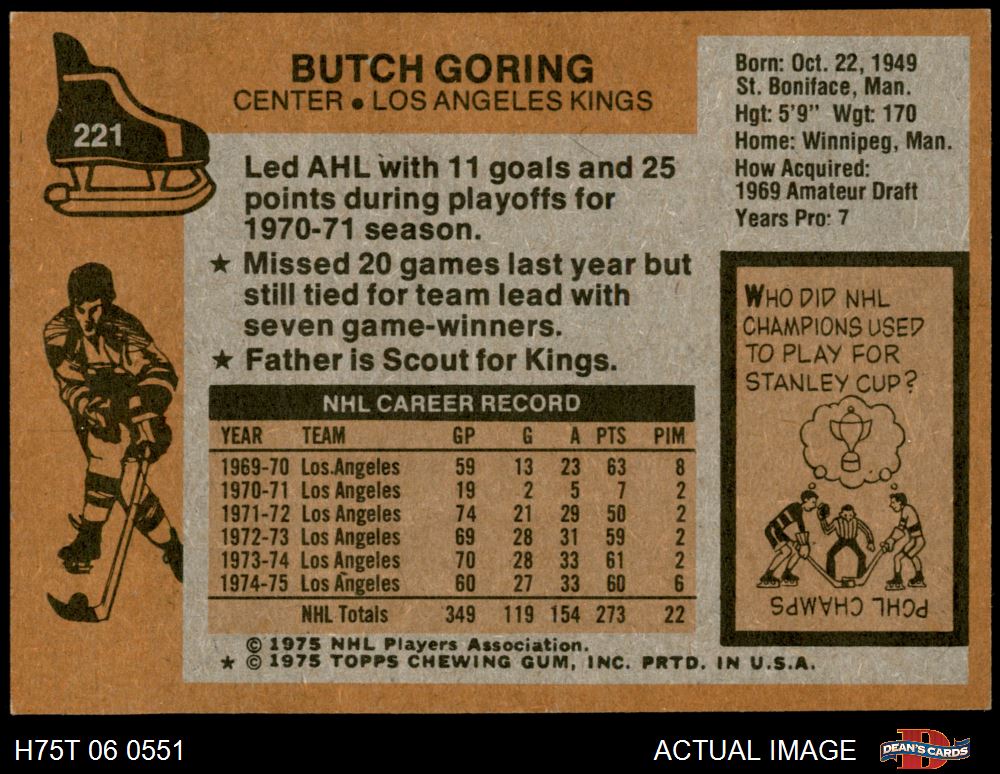 221
BUTCH GORING
CENTER • LOS ANGELES KINGS
Led AHL with 11 goals and 25
points during playoffs for
1970-71 season.
★ Missed 20 games last year but
still tied for team lead with
seven game-winners.
★ Father is Scout for Kings.
Born: Oct. 22, 1949
St. Boniface, Man.
Hgt: 5'9" Wgt: 170
Home: Winnipeg, Man.
How Acquired:
1969 Amateur Draft
Years Pro: 7
NHL CAREER RECORD
YEAR TEAM GP G A PTS PIM
1969-70 Los Angeles 59 13 23 63 8
1970-71 Los Angeles 19 2 5 7 2
1971-72 Los Angeles 74 21 29 50 2
1972-73 Los Angeles 69 28 31 59 2
1973-74 Los Angeles 70 28 33 61 2
1974-75 Los Angeles 60 27 33 60 6
NHL Totals 349 119 154 273 22
WHO DID NHL
CHAMPIONS USED
TO PLAY FOR
STANLEY CUP?
PCHL CHAMPS
© 1975 NHL Players Association.
★ © 1975 TOPPS CHEWING GUM, INC. PRTD. IN U.S.A.
H75T 06 0551
ACTUAL IMAGE
DEAN'S CARDS